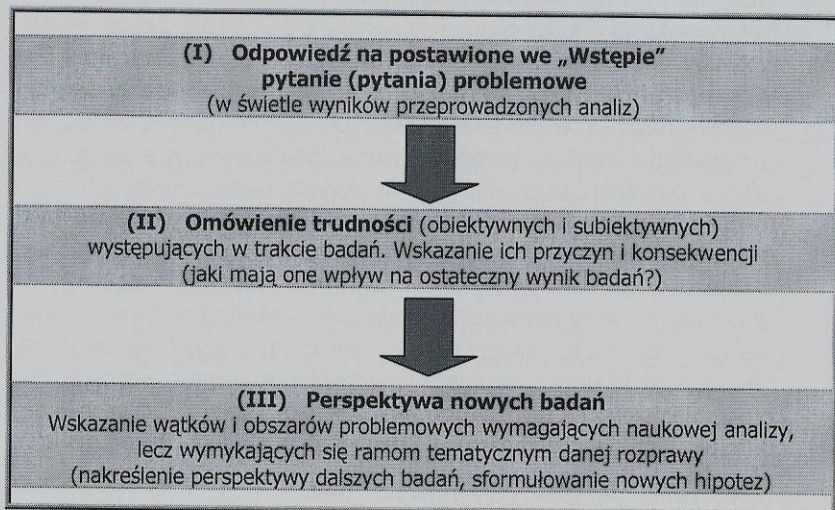 (I) Odpowiedź na postawione we „Wstępie”
pytanie (pytania) problemowe
(w świetle wyników przeprowadzonych analiz)
(II) Omówienie trudności (obiektywnych i subiektywnych)
występujących w trakcie badań. Wskazanie ich przyczyn i konsekwencji
(jaki mają one wpływ na ostateczny wynik badań?)
(III) Perspektywa nowych badań
Wskazanie wątków i obszarów problemowych wymagających naukowej analizy,
lecz wymykających się ramom tematycznym danej rozprawy
(nakreślenie perspektywy dalszych badań, sformułowanie nowych hipotez)